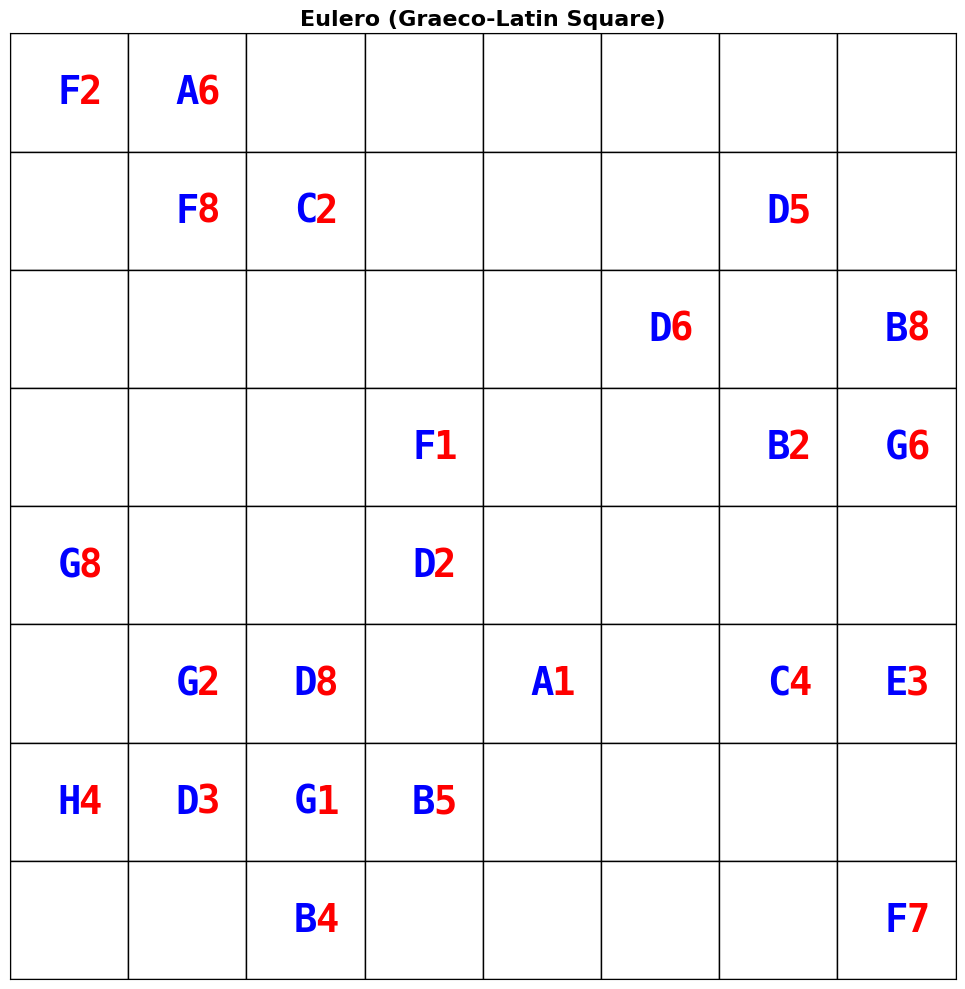 Eulero (Graeco-Latin Square)
F2 A6
F8 C2 D5
D6 B8
F1 B2 G6
G8 D2
G2 D8 A1 C4 E3
H4 D3 G1 B5
B4 F7